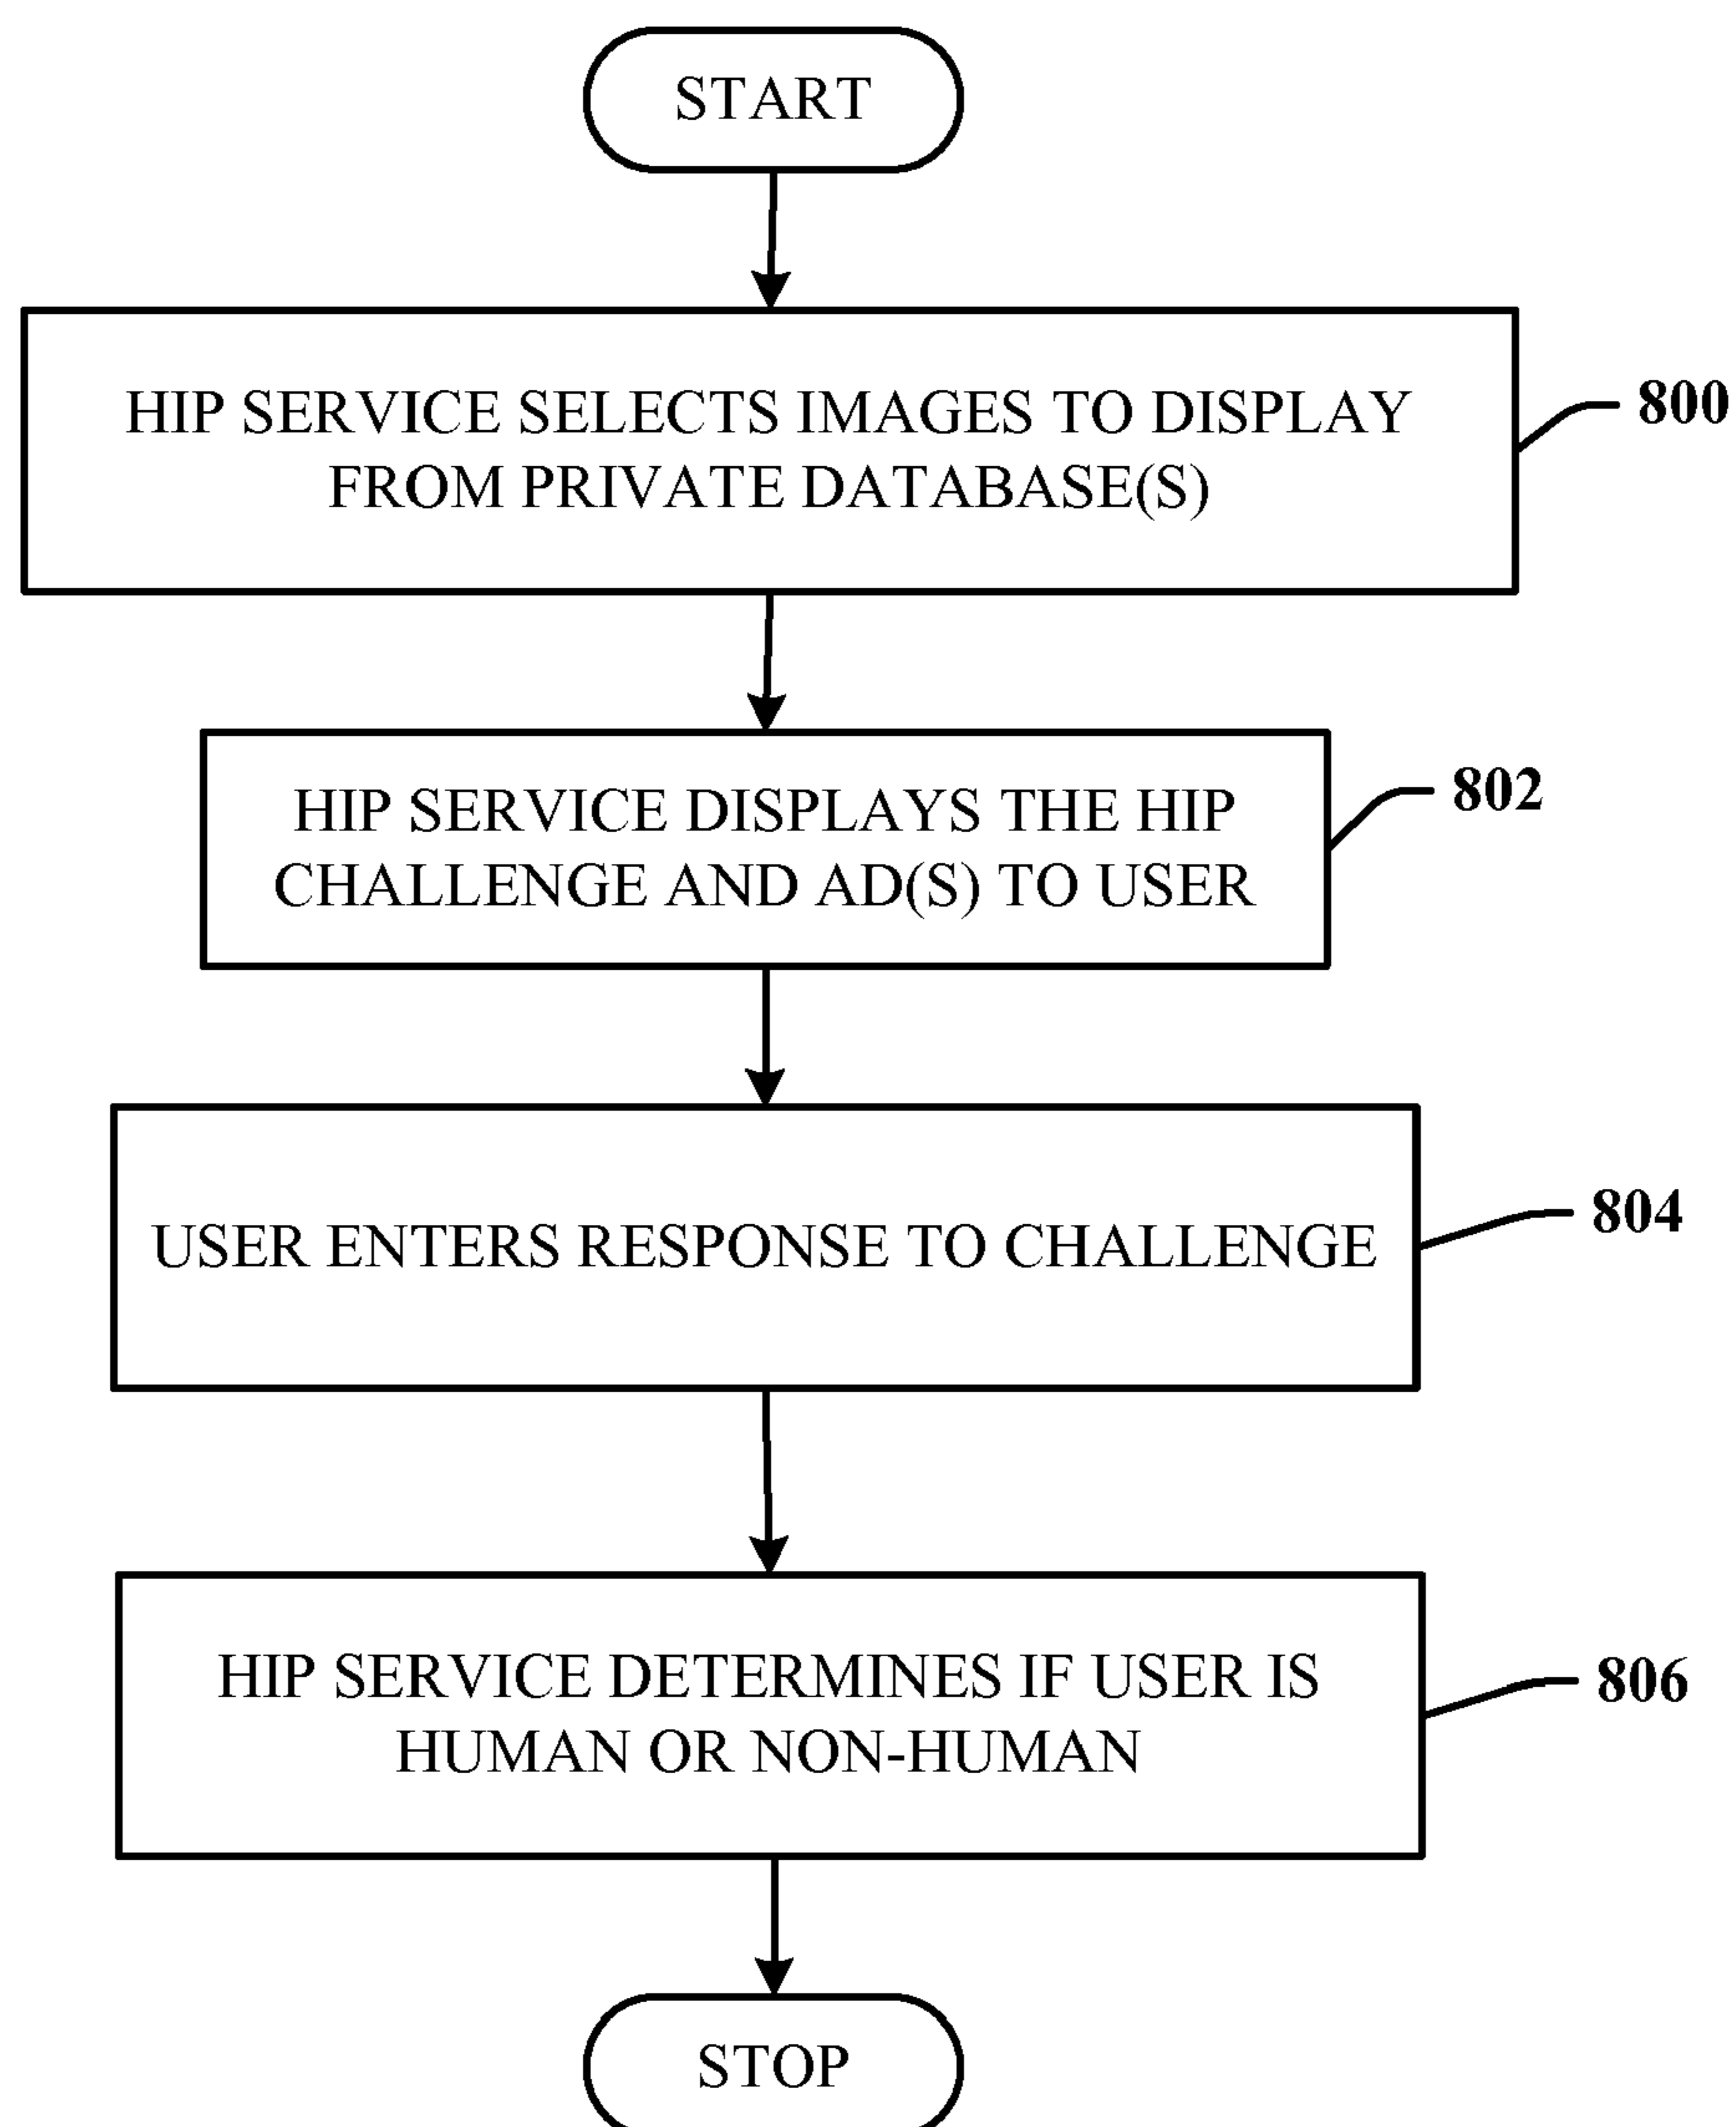 START
HIP SERVICE SELECTS IMAGES TO DISPLAY
FROM PRIVATE DATABASE(S)
800
HIP SERVICE DISPLAYS THE HIP
CHALLENGE AND AD(S) TO USER
802
USER ENTERS RESPONSE TO CHALLENGE
804
HIP SERVICE DETERMINES IF USER IS
HUMAN OR NON-HUMAN
806
STOP